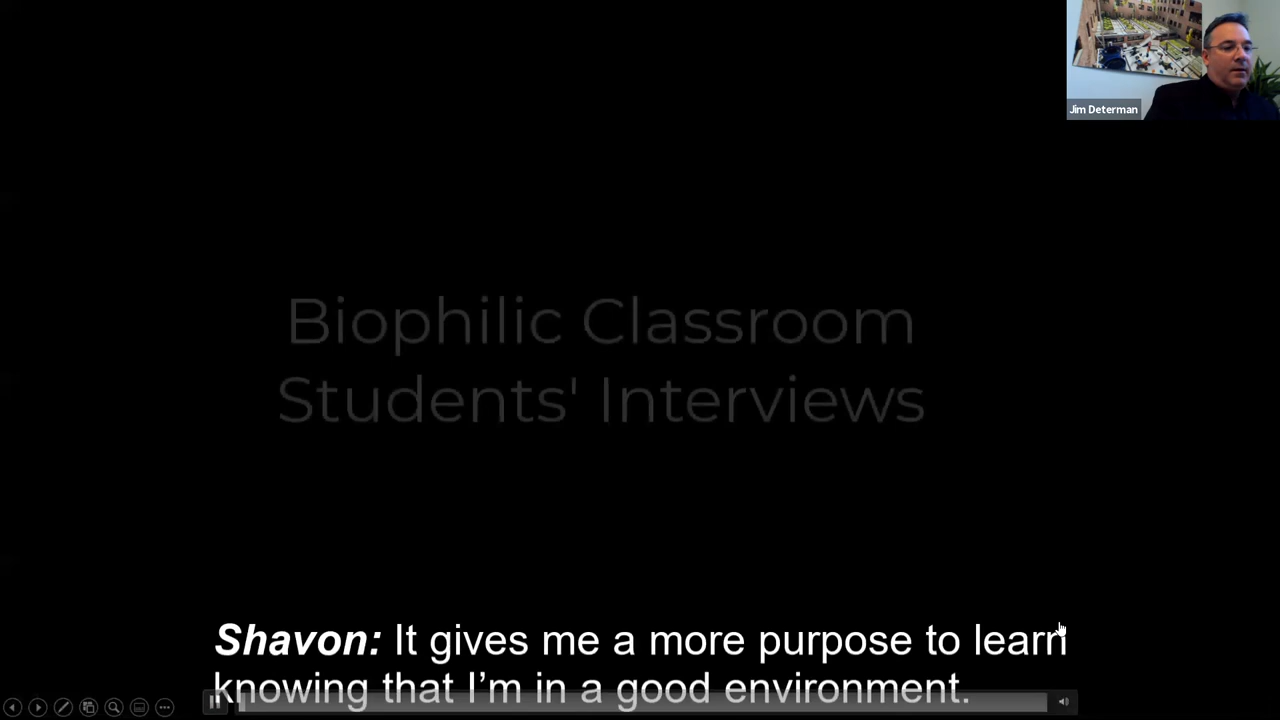 Jim Determan
Biophilic Classroom
Students' Interviews
Shavon: It gives me a more purpose to learn
knowing that I’m in a good environment.